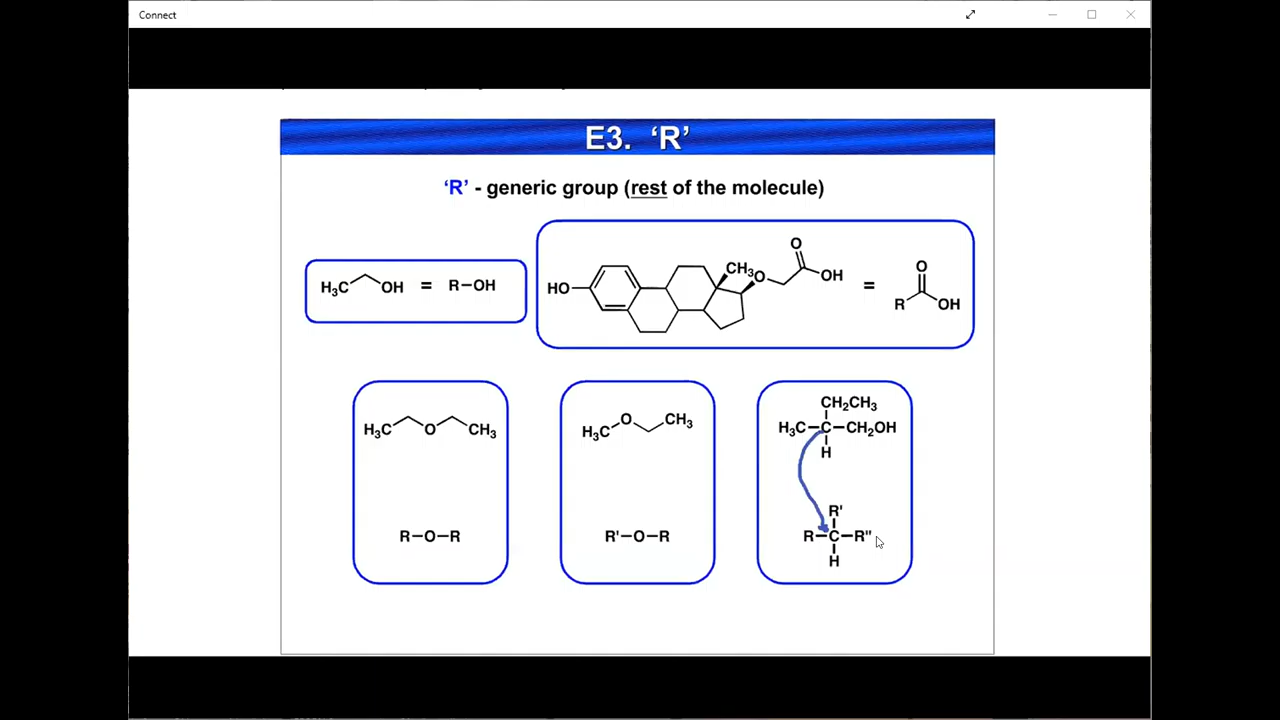 Connect
E3. ‘R’
‘R’ - generic group (rest of the molecule)
H₃C OH = R–OH
HO CH₃ O O OH = R O OH
H₃C O CH₃
R–O–R
H₃C O CH₃
R'–O–R
CH₂CH₃
H₃C–C–CH₂OH
H
R'
R–C–R"
H